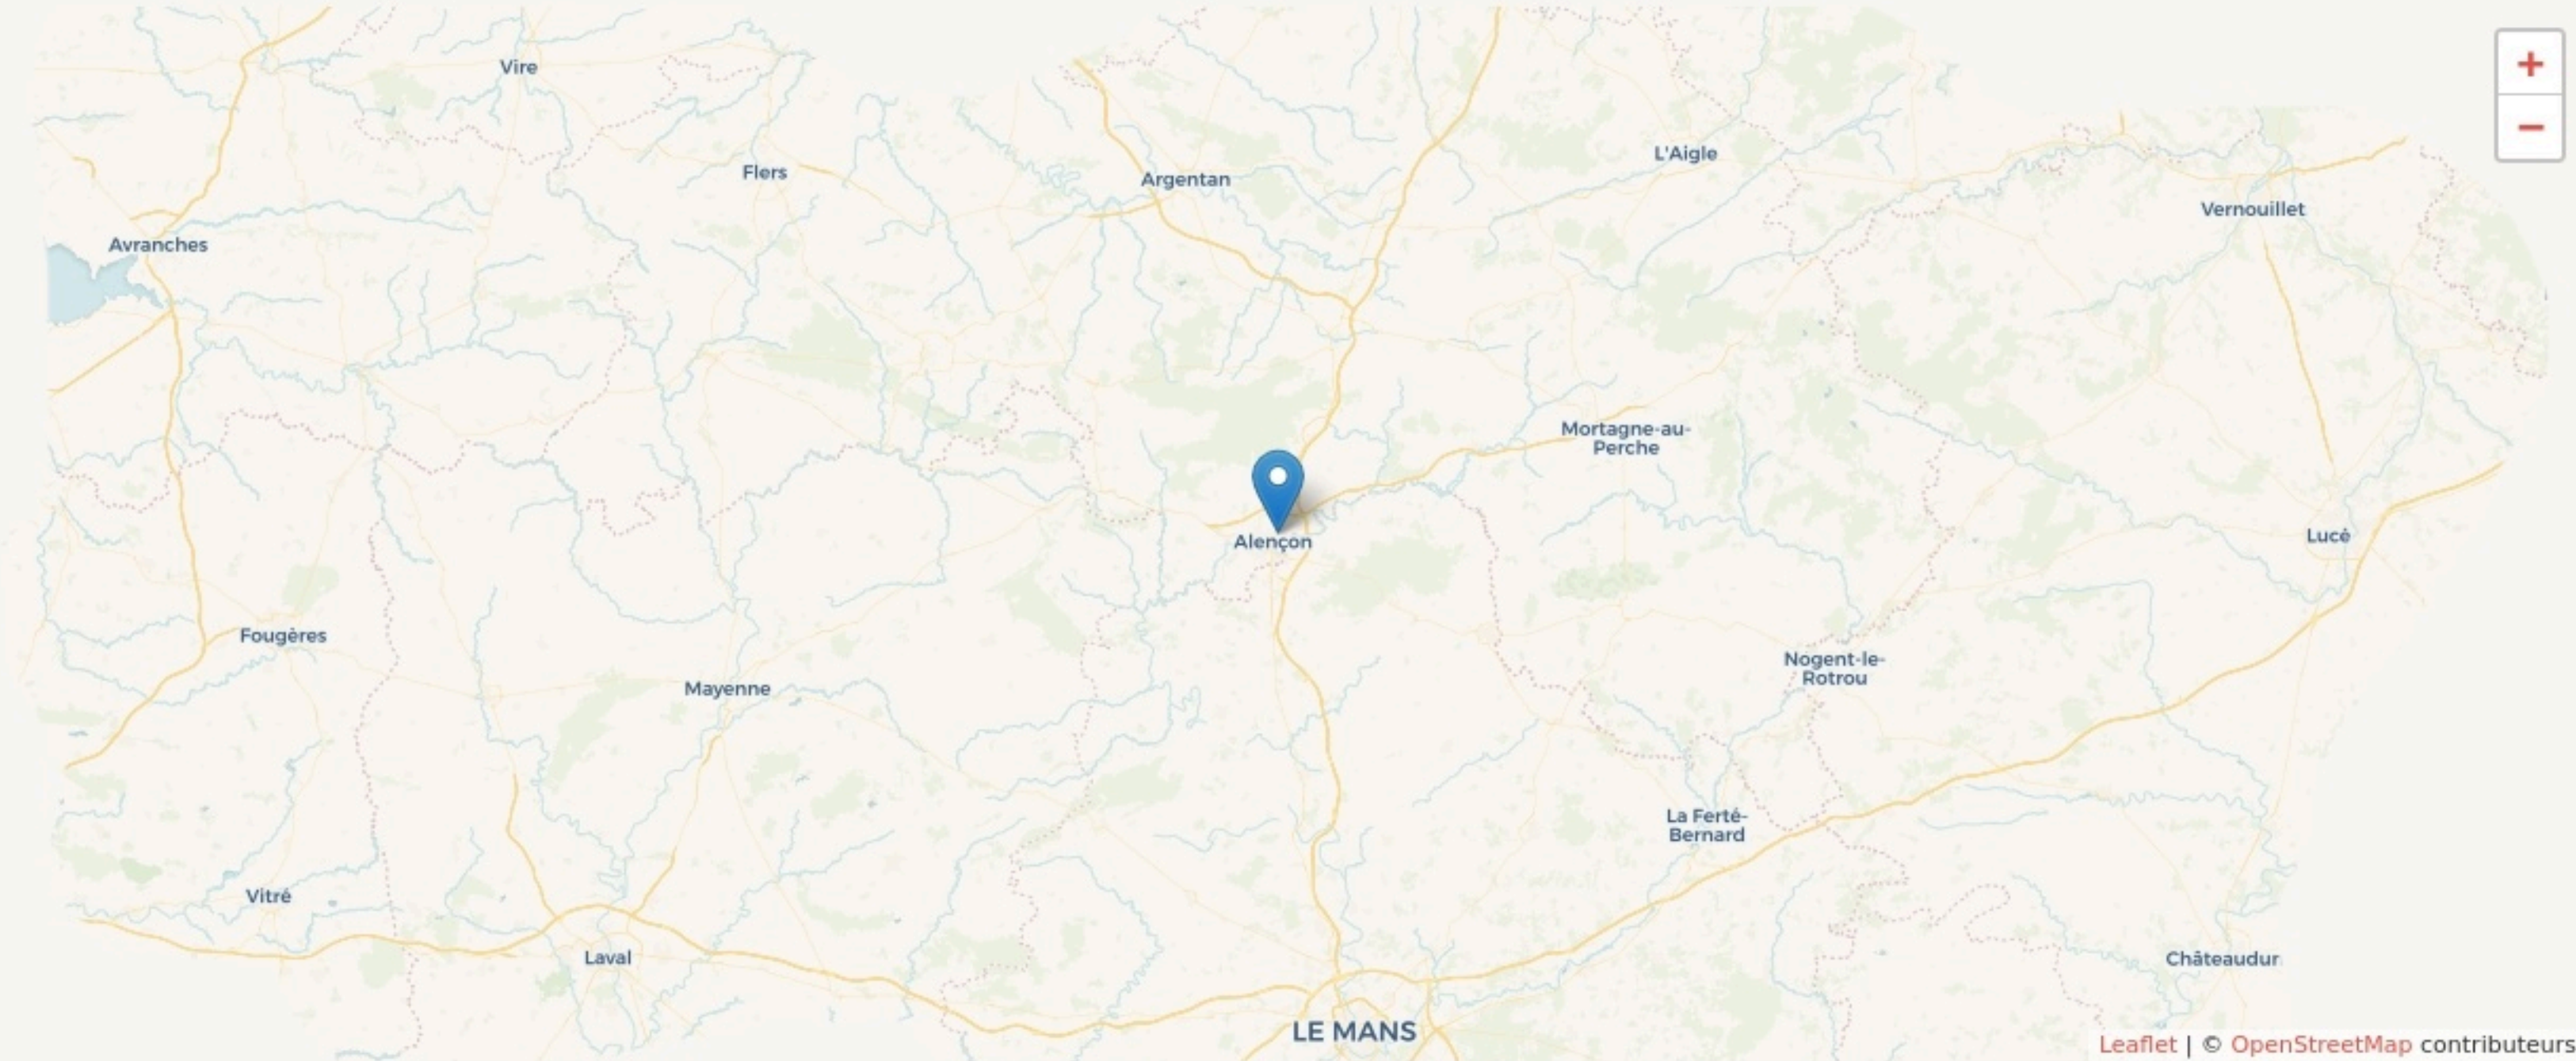 +
−
Vire
L'Aigle
Flers
Argentan
Vernouillet
Avranches
Mortagne-au-
Perche
Lucé
Alençon
Fougères
Nogent-le-
Rotrou
Mayenne
La Ferté-
Bernard
Vitré
Laval
Châteaudur
LE MANS
Leaflet | © OpenStreetMap contributeurs